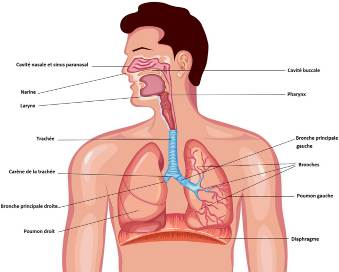 Cavité nasale et sinus paranasal
Narine
Larynx
Trachée
Carène de la trachée
Bronche principale droite
Poumon droit
Cavité buccale
Pharynx
Bronche principale
gauche
Bronches
Poumon gauche
Diaphragme